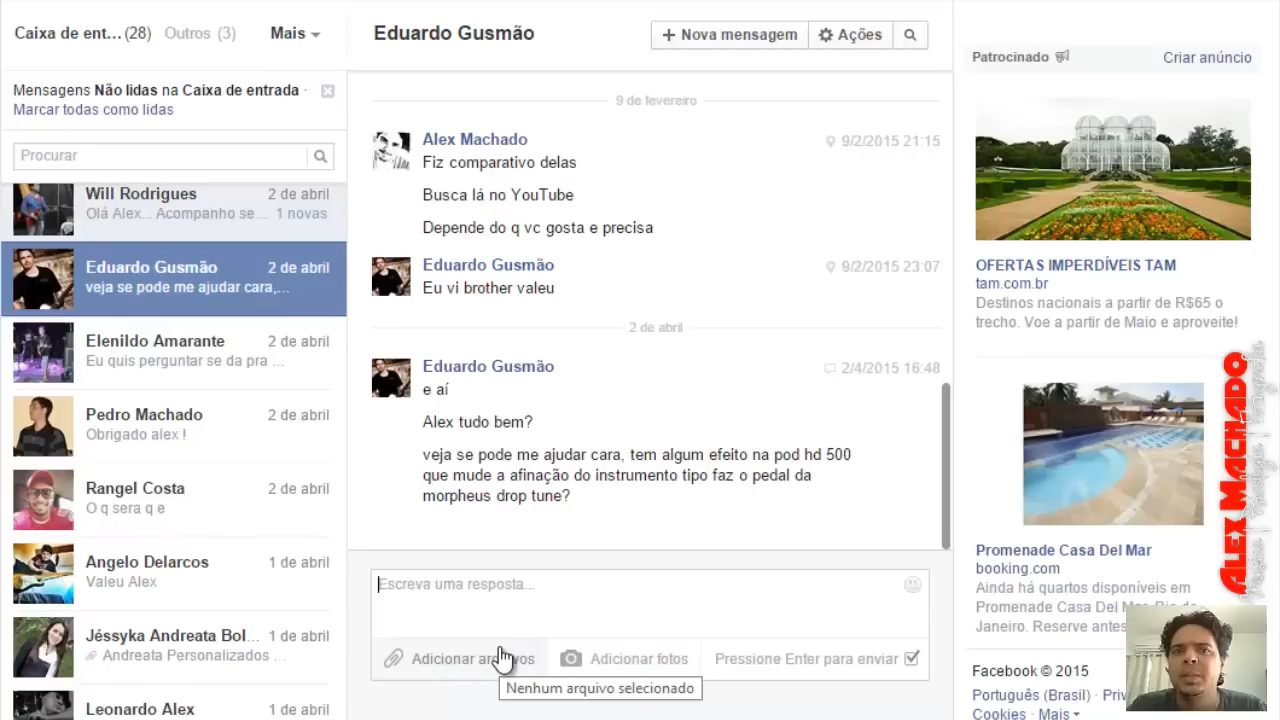 Caixa de ent... (28)
Outros (3)
Mais
Mensagens Não lidas na Caixa de entrada ·
Marcar todas como lidas
Procurar
Will Rodrigues 2 de abril
Olá Alex... Acompanho se... 1 novas
Eduardo Gusmão 2 de abril
veja se pode me ajudar cara,...
Elenildo Amarante 2 de abril
Eu quis perguntar se da pra ...
Pedro Machado 2 de abril
Obrigado alex !
Rangel Costa 2 de abril
O q sera q e
Angelo Delarcos 1 de abril
Valeu Alex
Jéssyka Andreata Bol... 1 de abril
Andreata Personalizados ...
Leonardo Alex 1 de abril
Eduardo Gusmão
+ Nova mensagem
Ações
9 de fevereiro
Alex Machado 9/2/2015 21:15
Fiz comparativo delas
Busca lá no YouTube
Depende do q vc gosta e precisa
Eduardo Gusmão 9/2/2015 23:07
Eu vi brother valeu
2 de abril
Eduardo Gusmão 2/4/2015 16:48
e aí
Alex tudo bem?
veja se pode me ajudar cara, tem algum efeito na pod hd 500
que mude a afinação do instrumento tipo faz o pedal da
morpheus drop tune?
Escreva uma resposta...
Adicionar arquivos
Adicionar fotos
Pressione Enter para enviar
Nenhum arquivo selecionado
Patrocinado
Criar anúncio
OFERTAS IMPERDÍVEIS TAM
tam.com.br
Destinos nacionais a partir de R$65 o
trecho. Voe a partir de Maio e aproveite!
Promenade Casa Del Mar
booking.com
Ainda há quartos disponíveis em
Promenade Casa Del Mar, Rio de
Janeiro. Reserve antes
Facebook © 2015
Português (Brasil) · Priv
Cookies · Mais
ALEX MACHADO